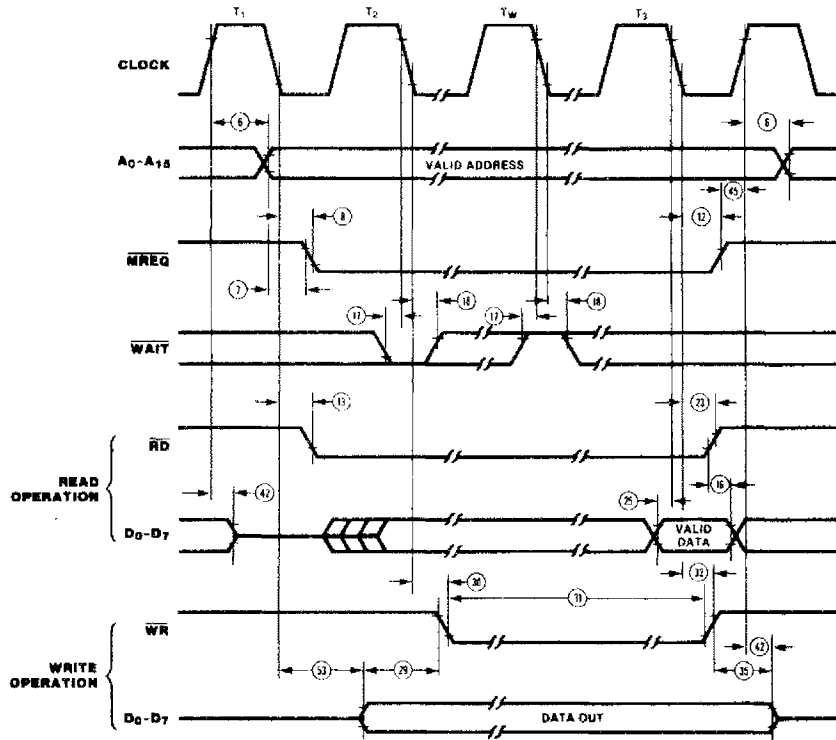 T1 T2 TW T3
CLOCK
6 6
A0-A15 VALID ADDRESS
45
8 12
MREQ
7
17 18 17 18
WAIT
13 23
RD
READ OPERATION
42 25 16
D0-D7 VALID DATA
30 32
31
WR
42
WRITE OPERATION
53 29 35
D0-D7 DATA OUT